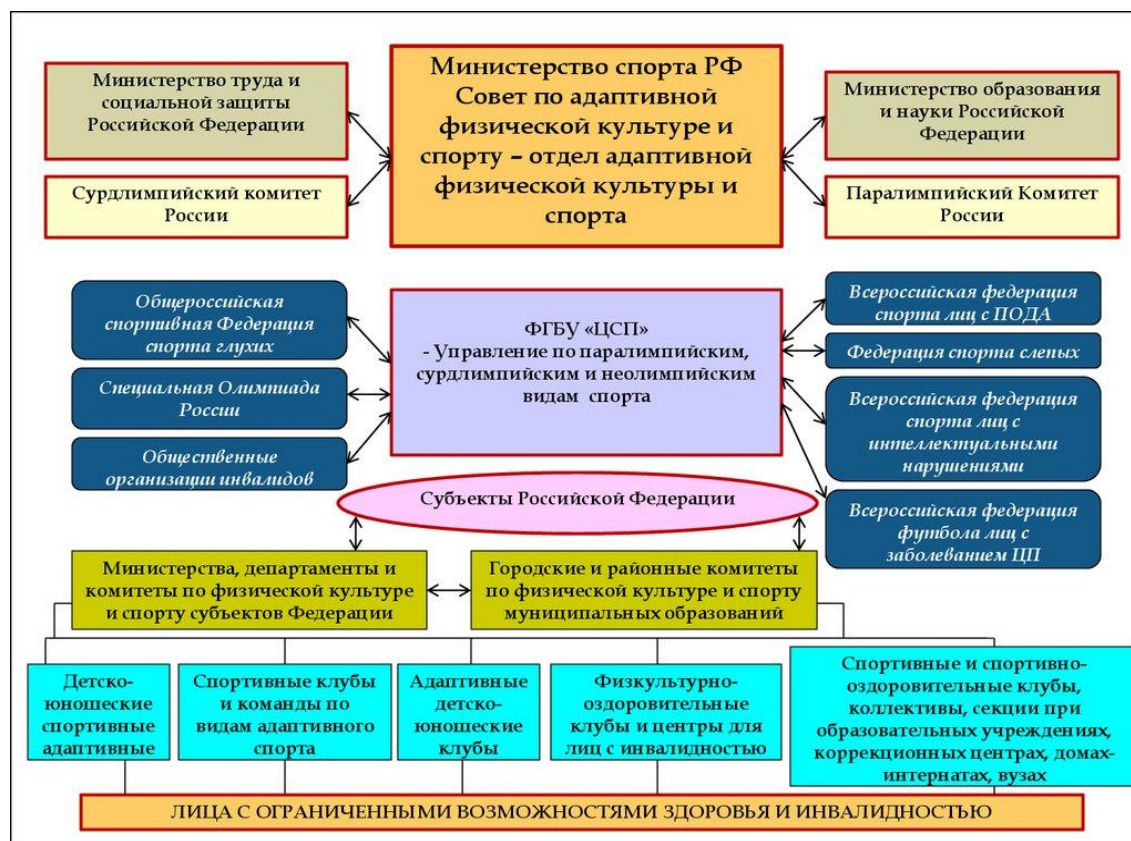 Министерство труда и
социальной защиты
Российской Федерации
Сурдлимпийский комитет
России
Министерство спорта РФ
Совет по адаптивной
физической культуре и
спорту – отдел адаптивной
физической культуры и
спорта
Министерство образования
и науки Российской
Федерации
Паралимпийский Комитет
России
Общероссийская
спортивная Федерация
спорта глухих
Специальная Олимпиада
России
Общественные
организации инвалидов
ФГБУ «ЦСП»
- Управление по паралимпийским,
сурдлимпийским и неолимпийским
видам спорта
Всероссийская федерация
спорта лиц с ПОДА
Федерация спорта слепых
Всероссийская федерация
спорта лиц с
интеллектуальными
нарушениями
Всероссийская федерация
футбола лиц с
заболеванием ЦП
Субъекты Российской Федерации
Министерства, департаменты и
комитеты по физической культуре
и спорту субъектов Федерации
Городские и районные комитеты
по физической культуре и спорту
муниципальных образований
Детско-
юношеские
спортивные
адаптивные
Спортивные клубы
и команды по
видам адаптивного
спорта
Адаптивные
детско-
юношеские
клубы
Физкультурно-
оздоровительные
клубы и центры для
лиц с инвалидностью
Спортивные и спортивно-
оздоровительные клубы,
коллективы, секции при
образовательных учреждениях,
коррекционных центрах, домах-
интернатах, вузах
ЛИЦА С ОГРАНИЧЕННЫМИ ВОЗМОЖНОСТЯМИ ЗДОРОВЬЯ И ИНВАЛИДНОСТЬЮ